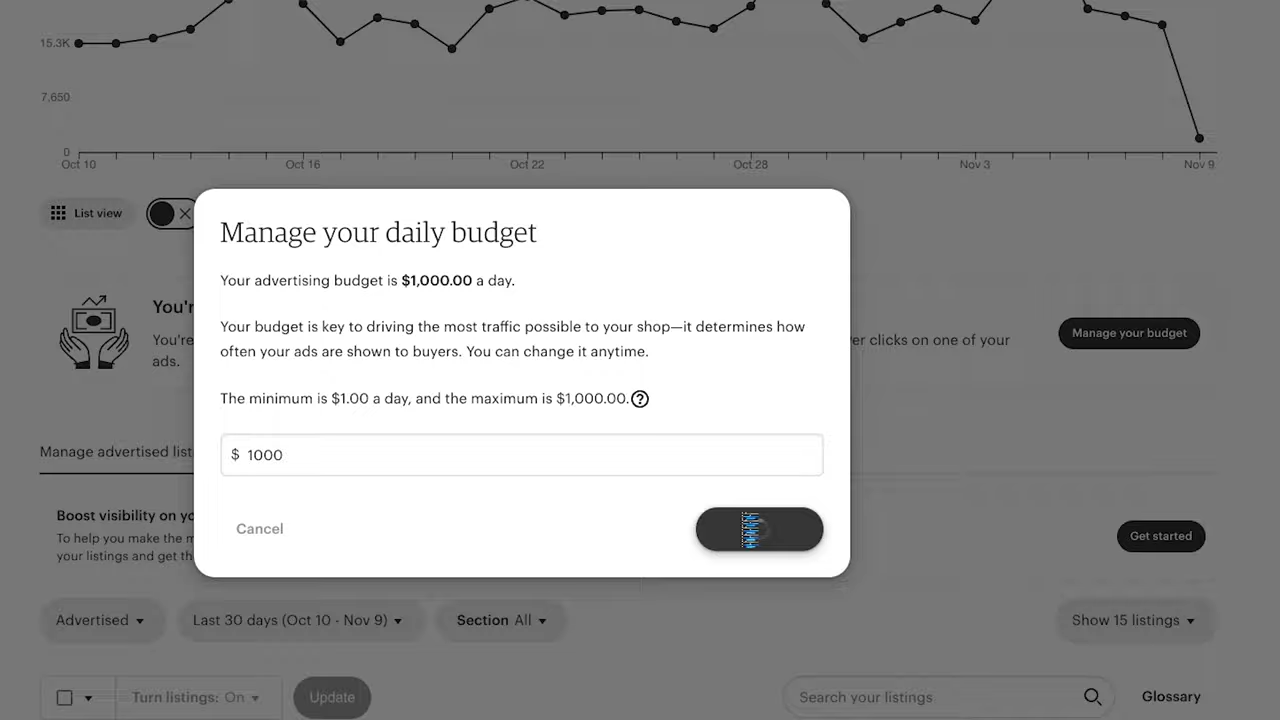 15.3K
7,650
0
Oct 10 Oct 16 Oct 22 Oct 28 Nov 3 Nov 9
List view
Manage your daily budget
Your advertising budget is $1,000.00 a day.
Your budget is key to driving the most traffic possible to your shop—it determines how
often your ads are shown to buyers. You can change it anytime.
The minimum is $1.00 a day, and the maximum is $1,000.00. ?
$ 1000
Cancel
You'r
You're
ads.
er clicks on one of your
Manage your budget
Manage advertised list
Boost visibility on yo
To help you make the m
your listings and get th
Get started
Advertised
Last 30 days (Oct 10 - Nov 9)
Section All
Show 15 listings
Turn listings: On
Update
Search your listings
Glossary